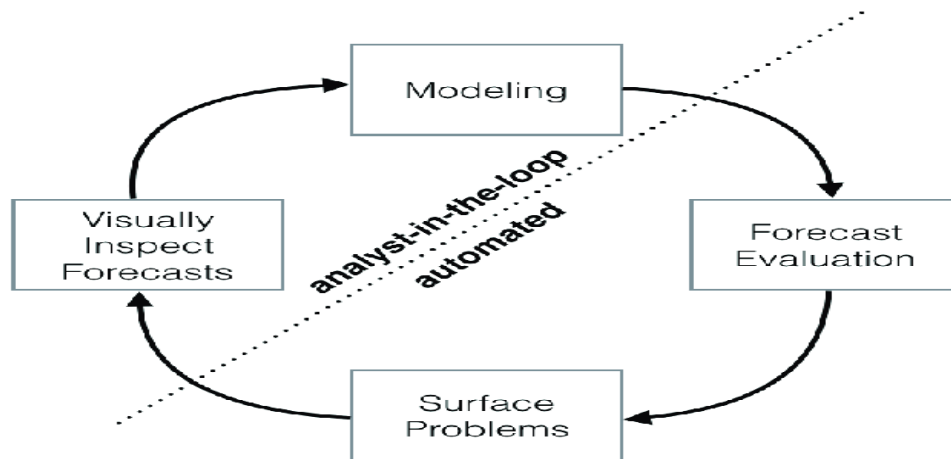 Modeling
analyst-in-the-loop
automated
Visually
Inspect
Forecasts
Forecast
Evaluation
Surface
Problems